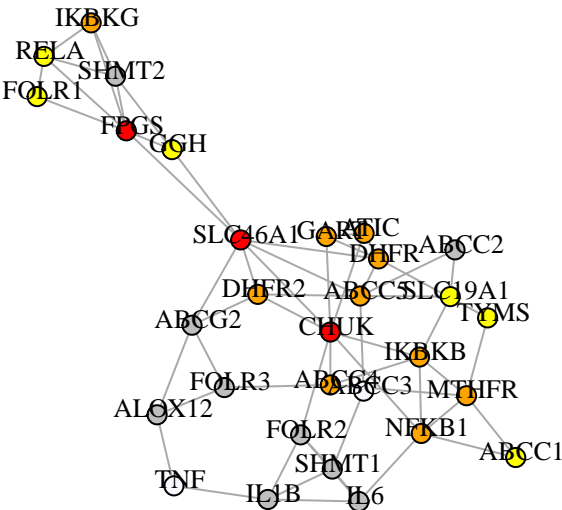 IKBKG
RELA
SHMT2
FOLR1
FPGS
GGH
SLC46A1
GART
ATIC
DHFR
ABCC2
DHFR2
ABCC5
SLC19A1
TYMS
ABCG2
CHUK
IKBKB
FOLR3
ABCC4
ABCC3
MTHFR
ALOX12
FOLR2
NFKB1
SHMT1
ABCC1
TNF
IL1B
IL6